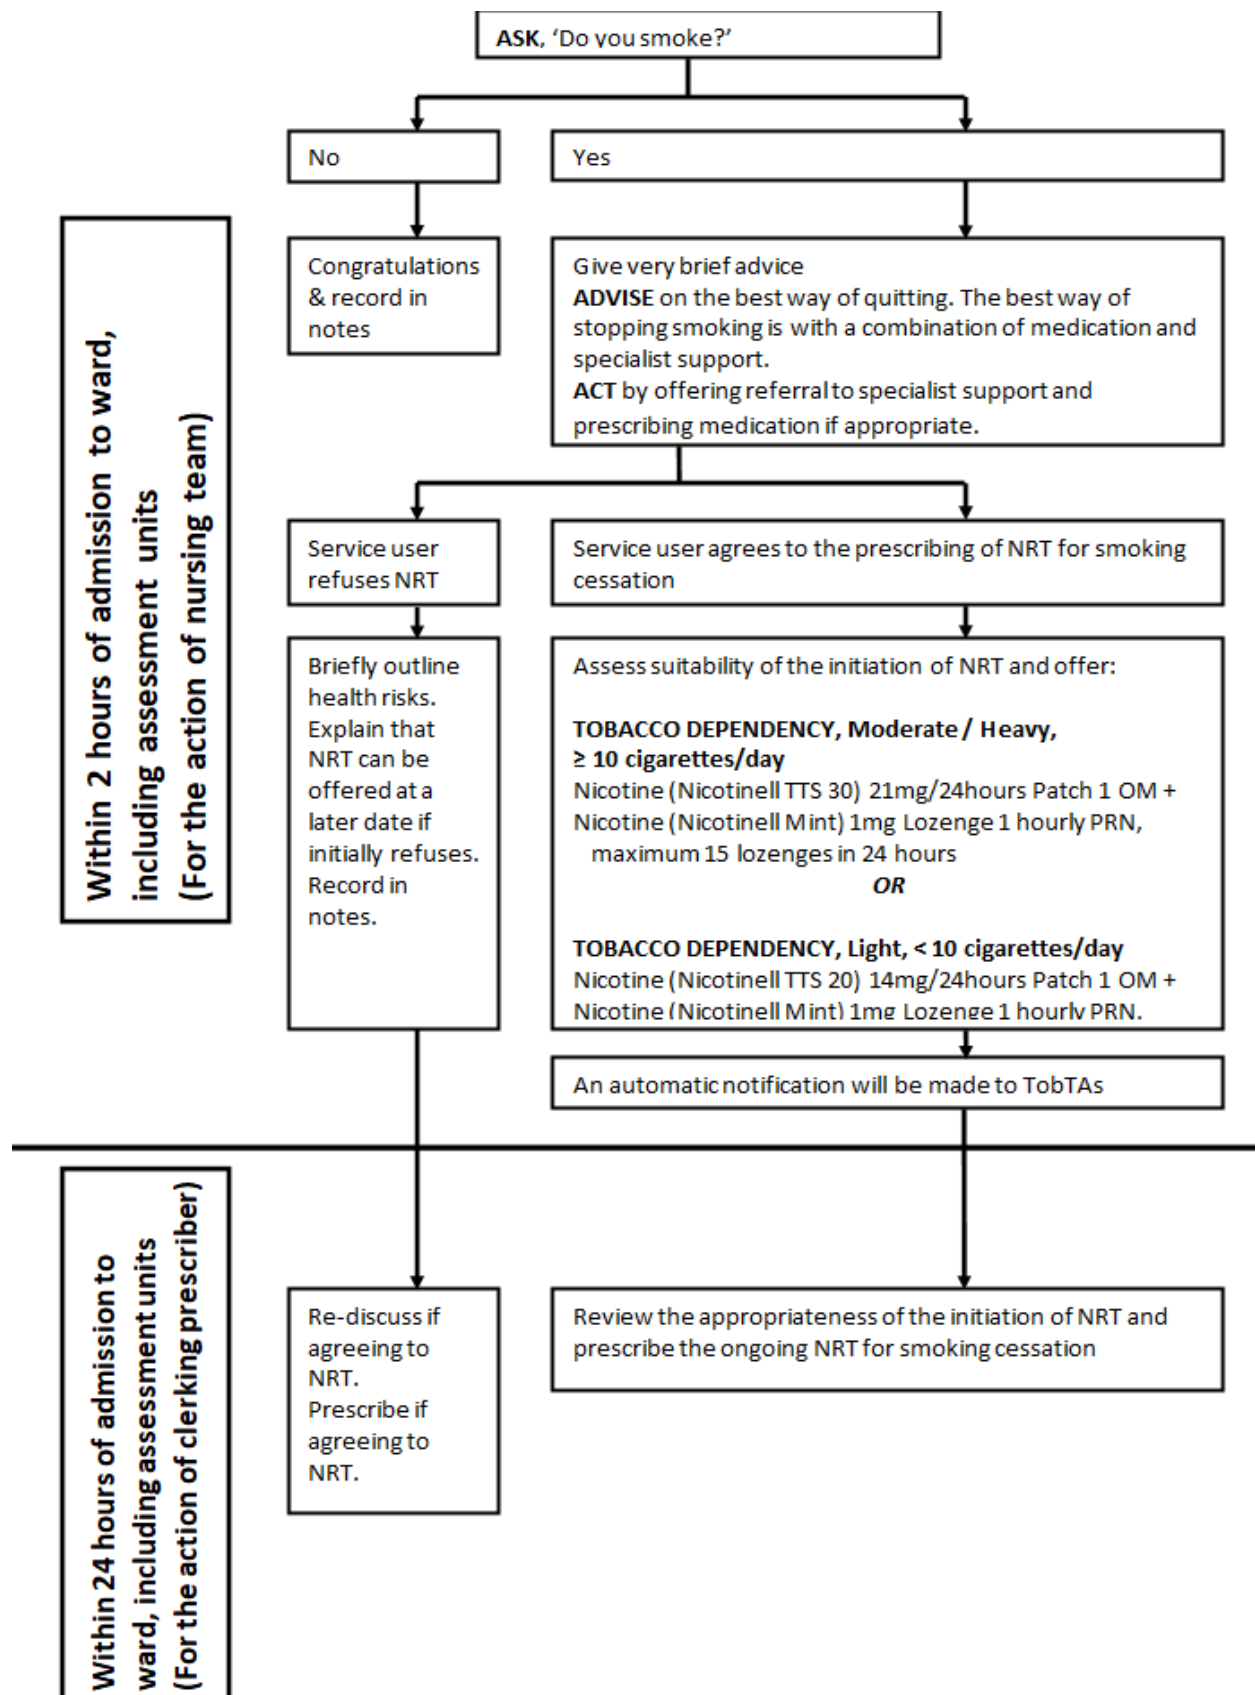 ASK, ‘Do you smoke?’
No
Yes
Within 2 hours of admission to ward,
including assessment units
(For the action of nursing team)
Congratulations
& record in
notes
Give very brief advice
ADVISE on the best way of quitting. The best way of
stopping smoking is with a combination of medication and
specialist support.
ACT by offering referral to specialist support and
prescribing medication if appropriate.
Service user
refuses NRT
Service user agrees to the prescribing of NRT for smoking
cessation
Briefly outline
health risks.
Explain that
NRT can be
offered at a
later date if
initially refuses.
Record in
notes.
Assess suitability of the initiation of NRT and offer:
TOBACCO DEPENDENCY, Moderate / Heavy,
≥ 10 cigarettes/day
Nicotine (Nicotinell TTS 30) 21mg/24hours Patch 1 OM +
Nicotine (Nicotinell Mint) 1mg Lozenge 1 hourly PRN,
maximum 15 lozenges in 24 hours
OR
TOBACCO DEPENDENCY, Light, < 10 cigarettes/day
Nicotine (Nicotinell TTS 20) 14mg/24hours Patch 1 OM +
Nicotine (Nicotinell Mint) 1mg Lozenge 1 hourly PRN.
An automatic notification will be made to TobTAs
Within 24 hours of admission to
ward, including assessment units
(For the action of clerking prescriber)
Re-discuss if
agreeing to
NRT.
Prescribe if
agreeing to
NRT.
Review the appropriateness of the initiation of NRT and
prescribe the ongoing NRT for smoking cessation